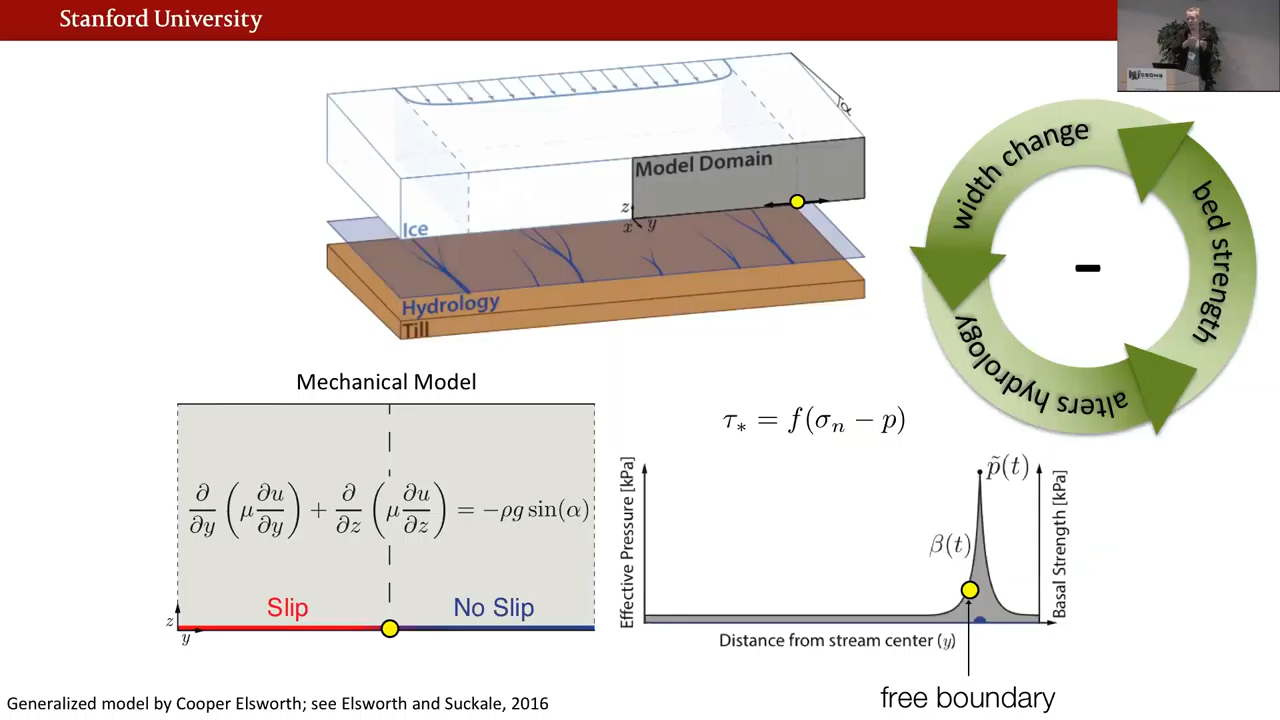 Stanford University
CSDMS
α
Model Domain
z
x y
Ice
Hydrology
Till
width change
bed strength
alters hydrology
-
Mechanical Model
∂/∂y (μ ∂u/∂y) + ∂/∂z (μ ∂u/∂z) = −ρg sin(α)
Slip
No Slip
z
y
τ* = f(σn − p)
Effective Pressure [kPa]
p̃(t)
β(t)
Basal Strength [kPa]
Distance from stream center (y)
free boundary
Generalized model by Cooper Elsworth; see Elsworth and Suckale, 2016